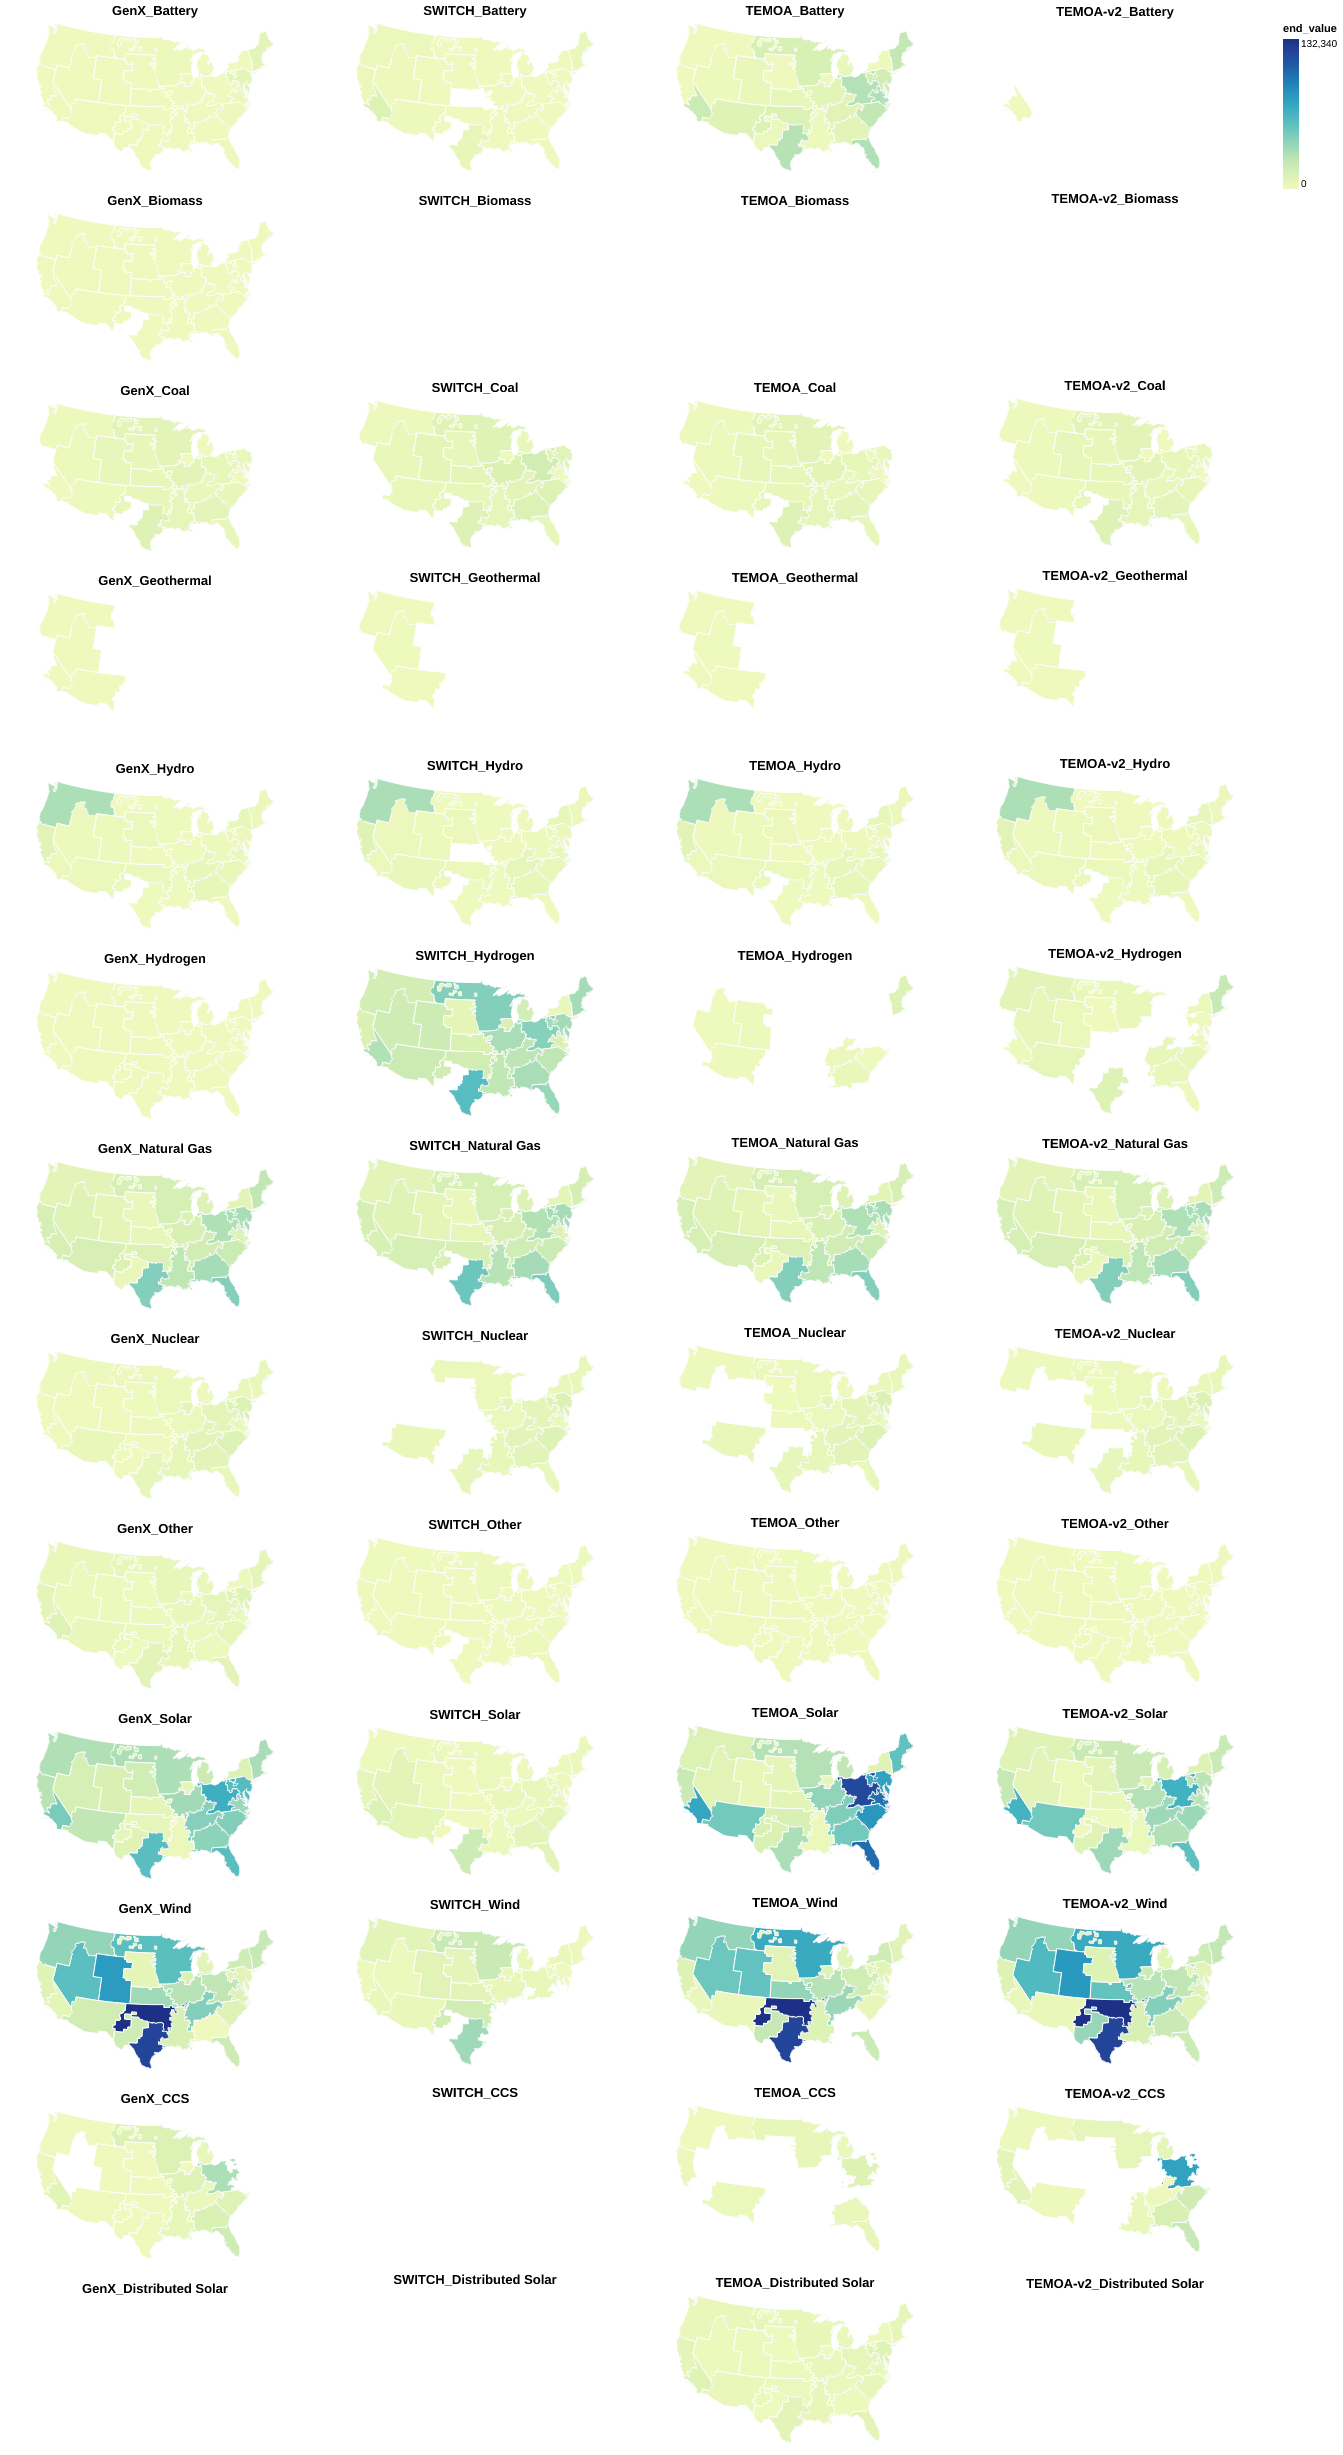 GenX_Battery
SWITCH_Battery
TEMOA_Battery
TEMOA-v2_Battery
end_value
132,340
0
GenX_Biomass
SWITCH_Biomass
TEMOA_Biomass
TEMOA-v2_Biomass
GenX_Coal
SWITCH_Coal
TEMOA_Coal
TEMOA-v2_Coal
GenX_Geothermal
SWITCH_Geothermal
TEMOA_Geothermal
TEMOA-v2_Geothermal
GenX_Hydro
SWITCH_Hydro
TEMOA_Hydro
TEMOA-v2_Hydro
GenX_Hydrogen
SWITCH_Hydrogen
TEMOA_Hydrogen
TEMOA-v2_Hydrogen
GenX_Natural Gas
SWITCH_Natural Gas
TEMOA_Natural Gas
TEMOA-v2_Natural Gas
GenX_Nuclear
SWITCH_Nuclear
TEMOA_Nuclear
TEMOA-v2_Nuclear
GenX_Other
SWITCH_Other
TEMOA_Other
TEMOA-v2_Other
GenX_Solar
SWITCH_Solar
TEMOA_Solar
TEMOA-v2_Solar
GenX_Wind
SWITCH_Wind
TEMOA_Wind
TEMOA-v2_Wind
GenX_CCS
SWITCH_CCS
TEMOA_CCS
TEMOA-v2_CCS
GenX_Distributed Solar
SWITCH_Distributed Solar
TEMOA_Distributed Solar
TEMOA-v2_Distributed Solar